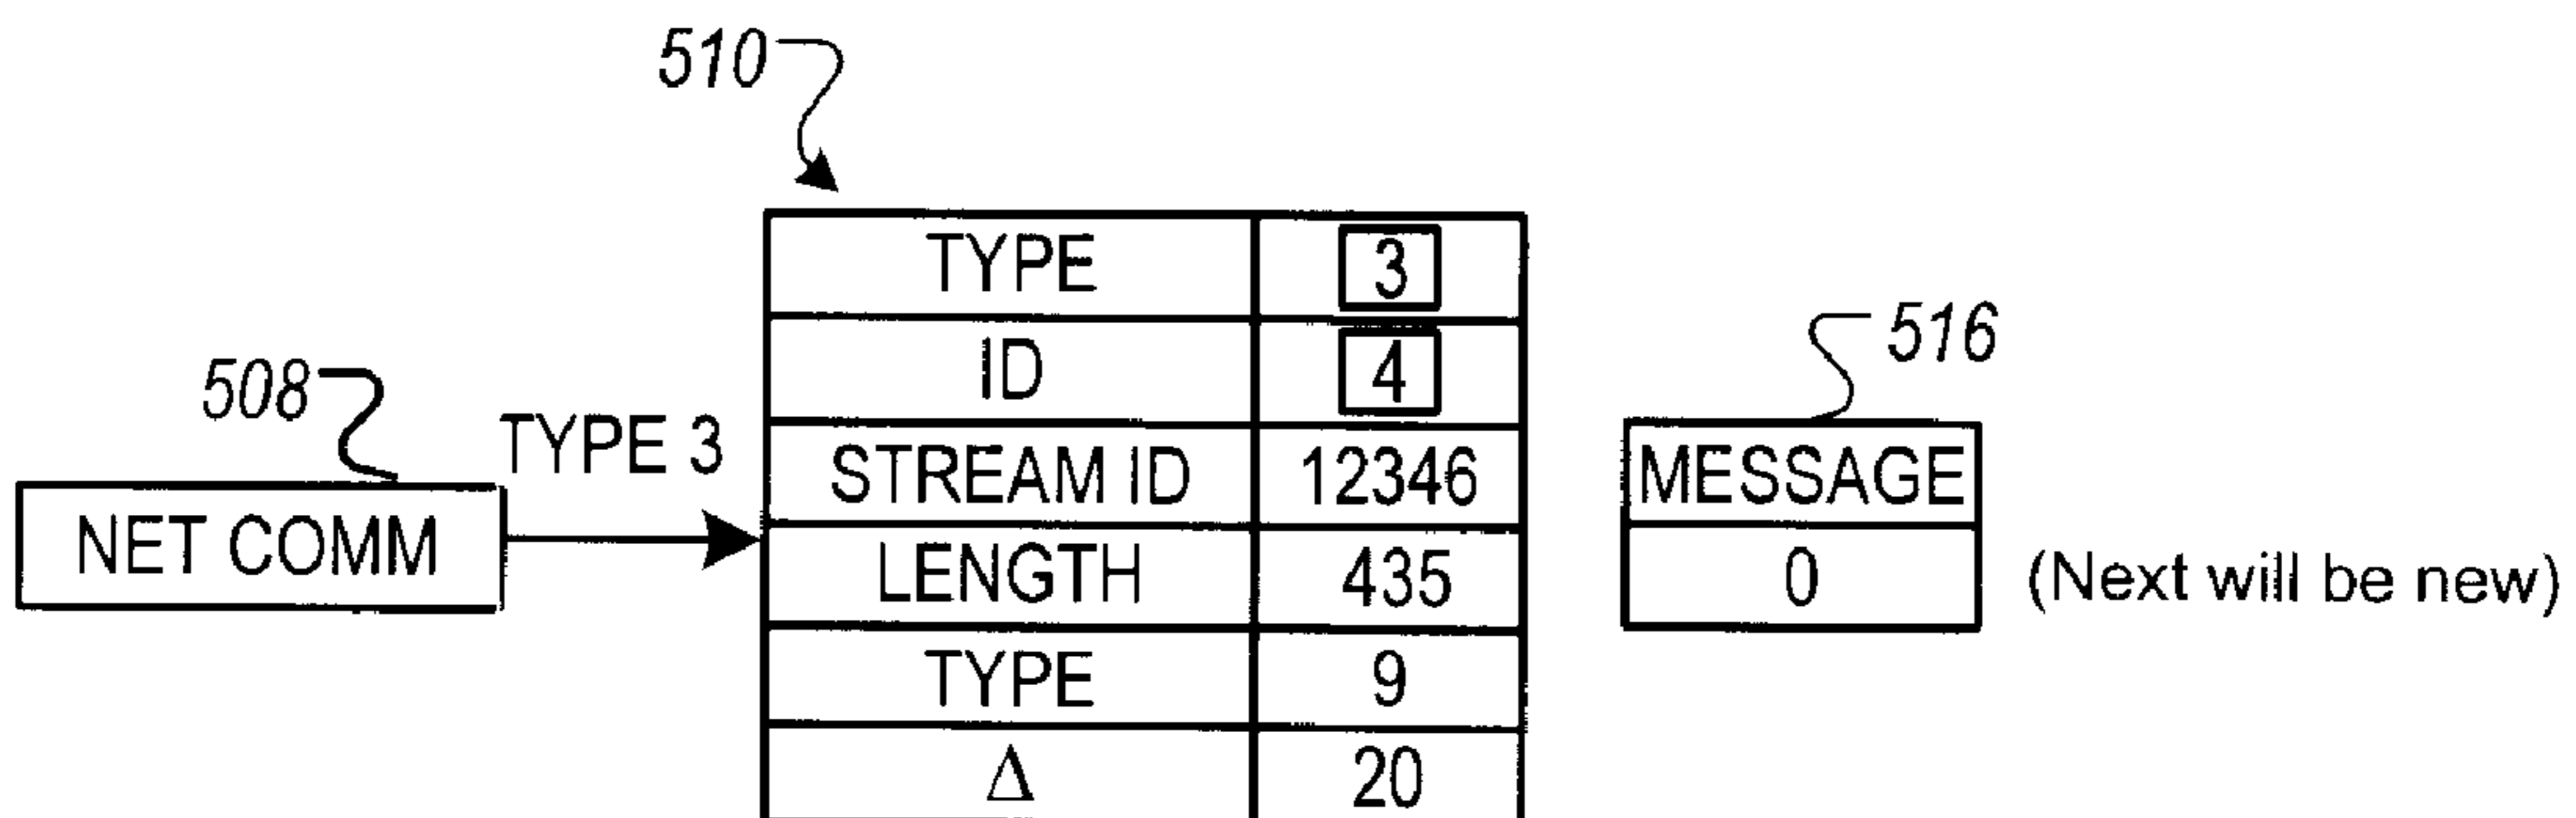 510
TYPE 3
ID 4
508
TYPE 3
516
STREAM ID 12346
MESSAGE
NET COMM
LENGTH 435
0 (Next will be new)
TYPE 9
Δ 20